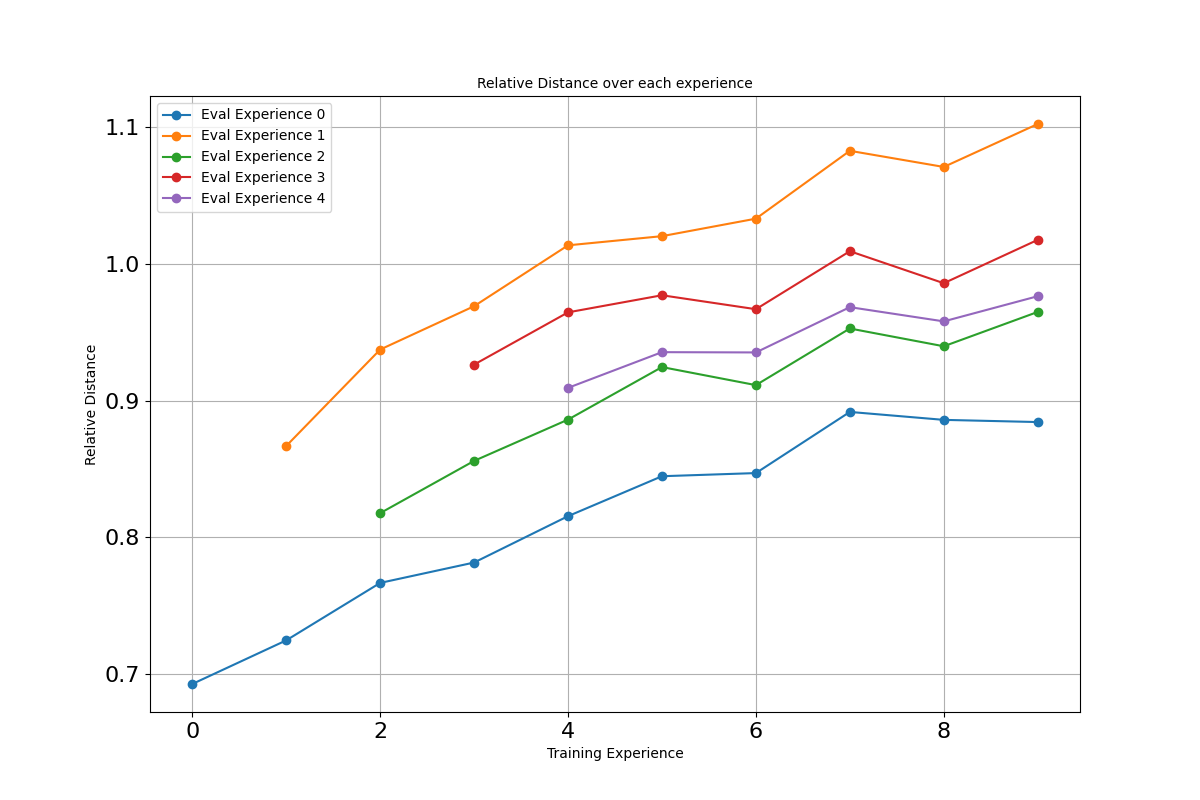 Relative Distance over each experience
Eval Experience 0
Eval Experience 1
Eval Experience 2
Eval Experience 3
Eval Experience 4
1.1
1.0
0.9
0.8
0.7
Relative Distance
0 2 4 6 8
Training Experience